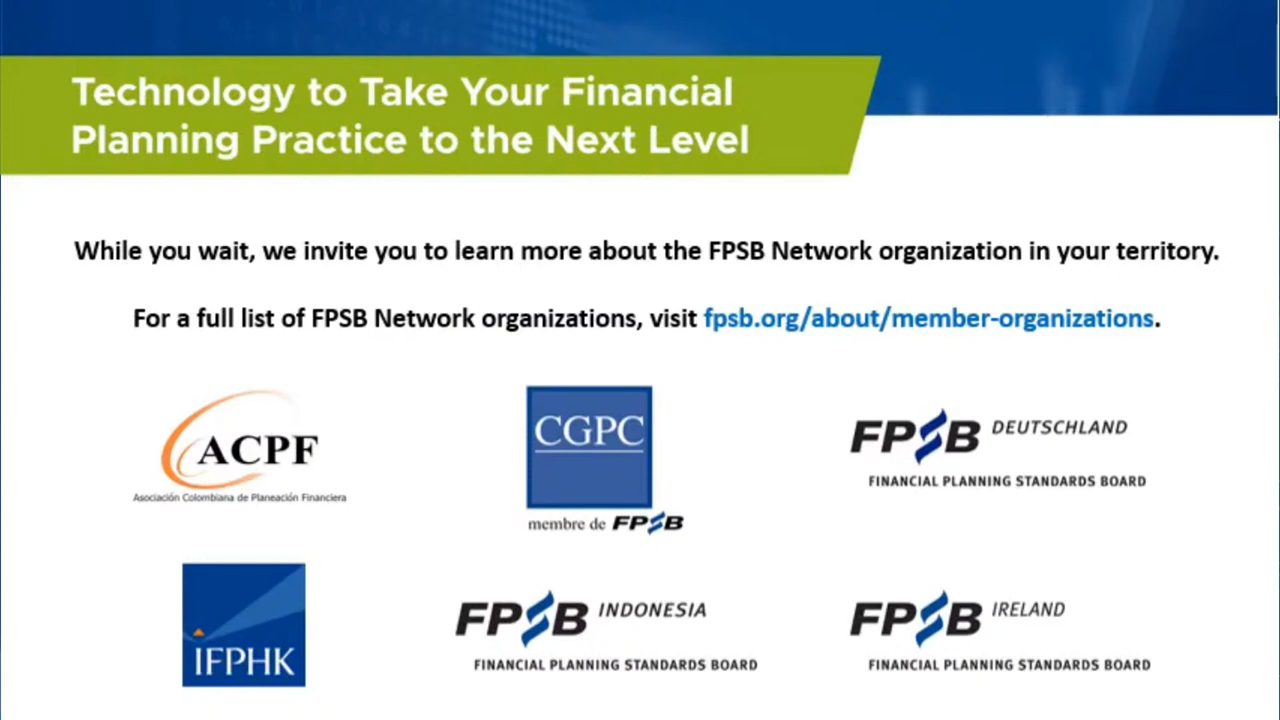 Technology to Take Your Financial
Planning Practice to the Next Level
While you wait, we invite you to learn more about the FPSB Network organization in your territory.
For a full list of FPSB Network organizations, visit fpsb.org/about/member-organizations.
ACPF
Asociación Colombiana de Planeación Financiera
CGPC
membre de FPSB
FPSB DEUTSCHLAND
FINANCIAL PLANNING STANDARDS BOARD
IFPHK
FPSB INDONESIA
FINANCIAL PLANNING STANDARDS BOARD
FPSB IRELAND
FINANCIAL PLANNING STANDARDS BOARD